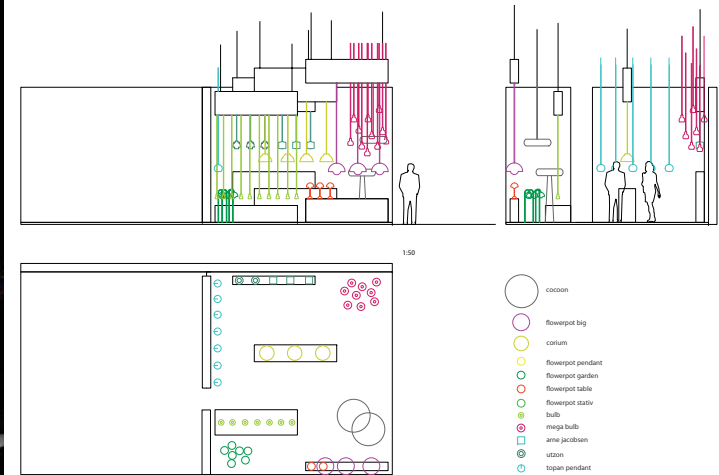 1:50
cocoon
flowerpot big
corium
flowerpot pendant
flowerpot garden
flowerpot table
flowerpot stativ
bulb
mega bulb
arne jacobsen
utzon
topan pendant